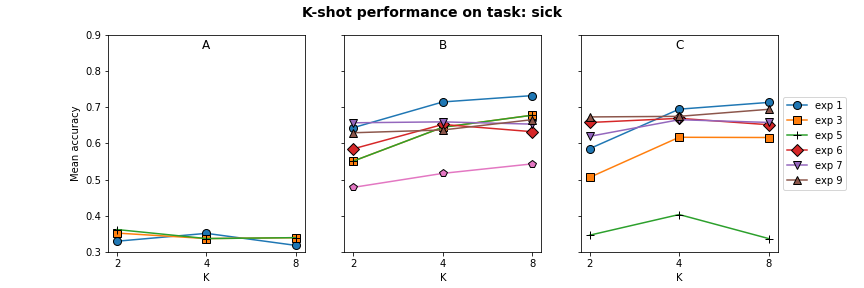 K-shot performance on task: sick
A
B
C
Mean accuracy
0.9
0.8
0.7
0.6
0.5
0.4
0.3
2
4
8
K
2
4
8
K
2
4
8
K
exp 1
exp 3
exp 5
exp 6
exp 7
exp 9